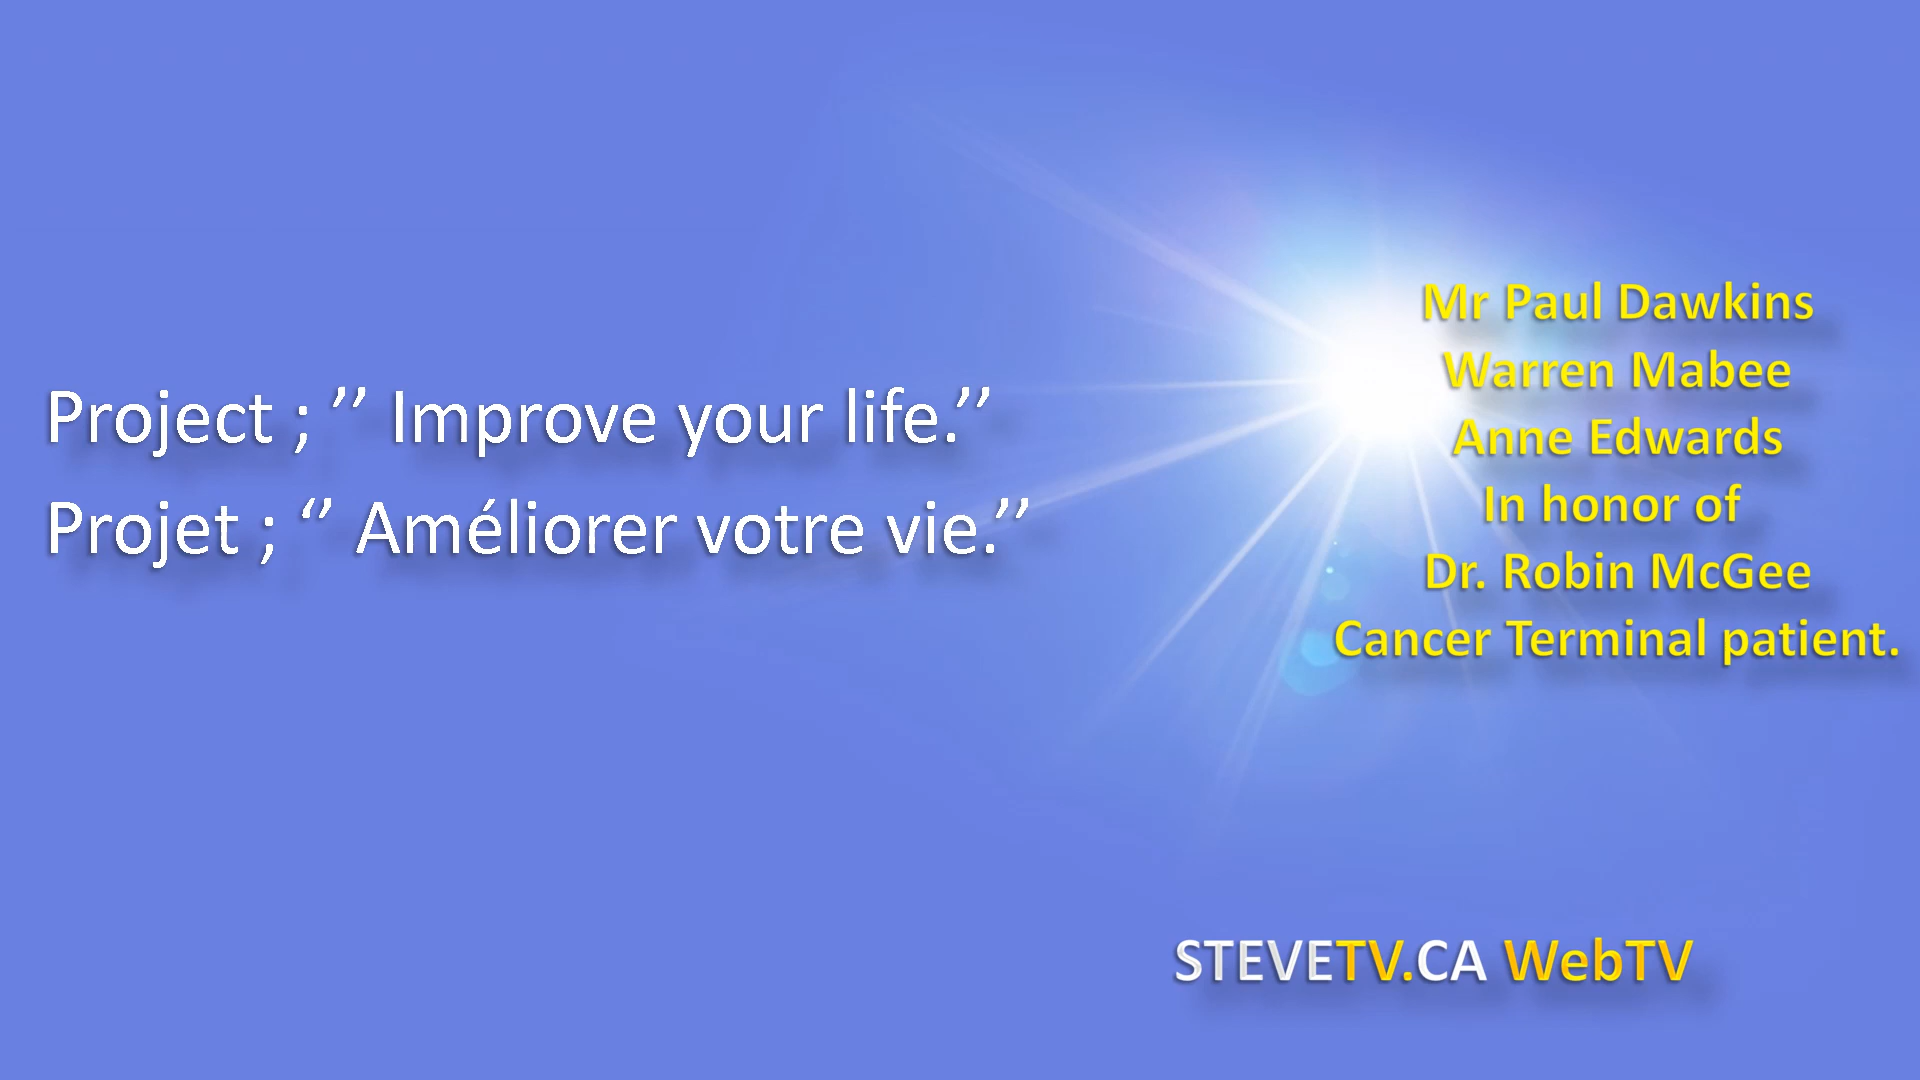 Project ; ’’ Improve your life.’’
Projet ; ‘’ Améliorer votre vie.’’
Mr Paul Dawkins
Warren Mabee
Anne Edwards
In honor of
Dr. Robin McGee
Cancer Terminal patient.
STEVETV.CA WebTV